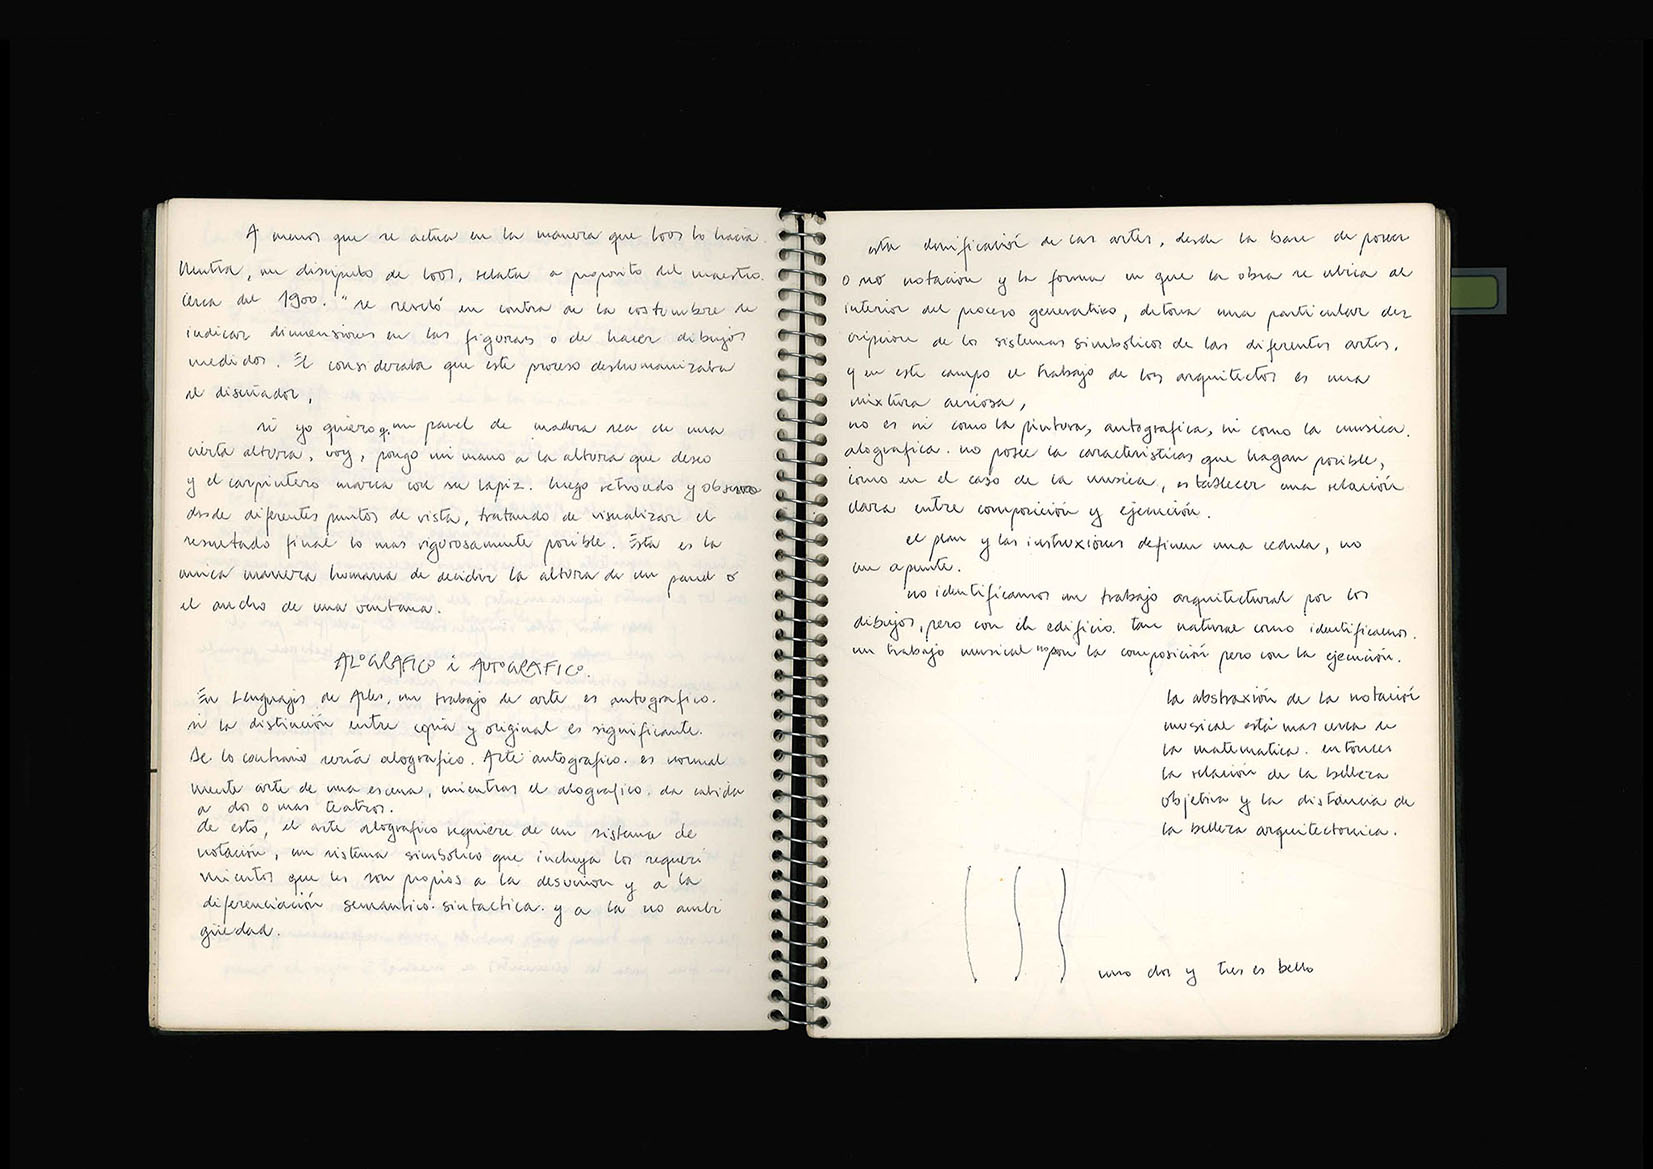 A menos que se actua en la manera que loos lo hacia.
Neutra, un discipulo de loos, relata a proposito del maestro.
cerca del 1900. " se reveló en contra de la costumbre de
indicar dimensiones en las figuras o de hacer dibujos
medidos. El consideraba que este proceso deshumanizaba
al diseñador,
si yo quiero q. un panel de madera sea de una
cierta altura, voy, pongo mi mano a la altura que deseo
y el carpintero marca con su lapiz. luego retrocedo y observo
desde diferentes puntos de vista, tratando de visualizar el
resultado final lo mas rigurosamente posible. Esta es la
unica manera humana de decidir la altura de un panel o
el ancho de una ventana.
ALOGRAFICO i AUTOGRAFICO.
En Lenguajes de Artes, un trabajo de arte es autografico.
si la distinción entre copia y original es significante.
De lo contrario sería alografico. Arte autografico. es normal
mente arte de una escena, mientras el alografico. da cabida
a dos o mas teatros.
de esto, el arte alografico requiere de un sistema de
notación, un sistema simbolico que incluya los requeri
mientos que les son propios a la y a la
diferenciación semantico. sintactica. y a la no ambi
güedad.
esta de las artes, desde la base de poseer
o no notación y la forma en que la obra se ubica al
interior del proceso generativo, detona una particular des
cripcion de los sistemas simbolicos de las diferentes artes.
y en este campo el trabajo de los arquitectos es una
mixtura
no es ni como la pintura, autografica, ni como la musica.
alografica. no posee la caracteristicas que hagan posible,
como en el caso de la musica, establecer una relación
clara entre composición y ejecución.
el plan y las instruxiones definen una cedula, no
un apunte.
no identificamos un trabajo arquitectural por los
dibujos, pero con el edificio. tan natural como identificamos.
un trabajo musical no con la composición pero con la ejecución.
la abstraxión de la notación
musical está mas cerca de
la matematica. entonces
la relación de la belleza
objetiva y la distancia de
la belleza arquitectonica.
uno dos y tres es bello